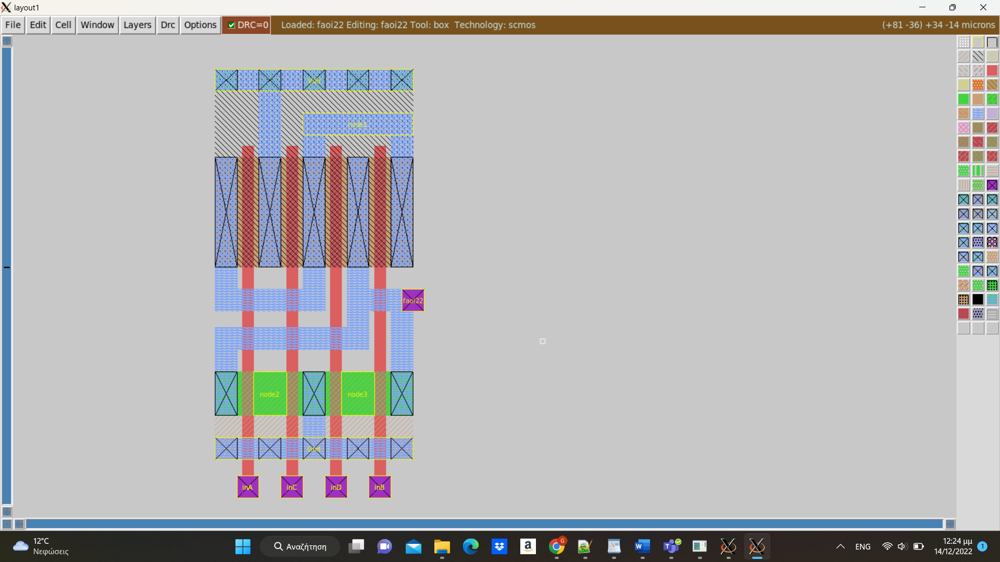 layout1
File Edit Cell Window Layers Drc Options DRC=0 Loaded: faoi22 Editing: faoi22 Tool: box Technology: scmos (+81 -36) +34 -14 microns
Vdd
node1
faoi22
node2 node3
Gnd
inA inC inD inB
12°C
Νεφώσεις
Αναζήτηση
ENG
12:24 μμ
14/12/2022
1